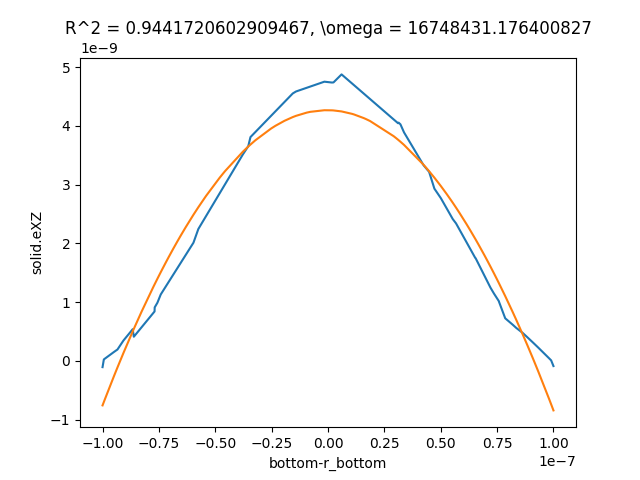 R^2 = 0.9441720602909467, \omega = 16748431.176400827
1e−9
5
4
3
2
1
0
−1
solid.eXZ
−1.00 −0.75 −0.50 −0.25 0.00 0.25 0.50 0.75 1.00
bottom-r_bottom
1e−7